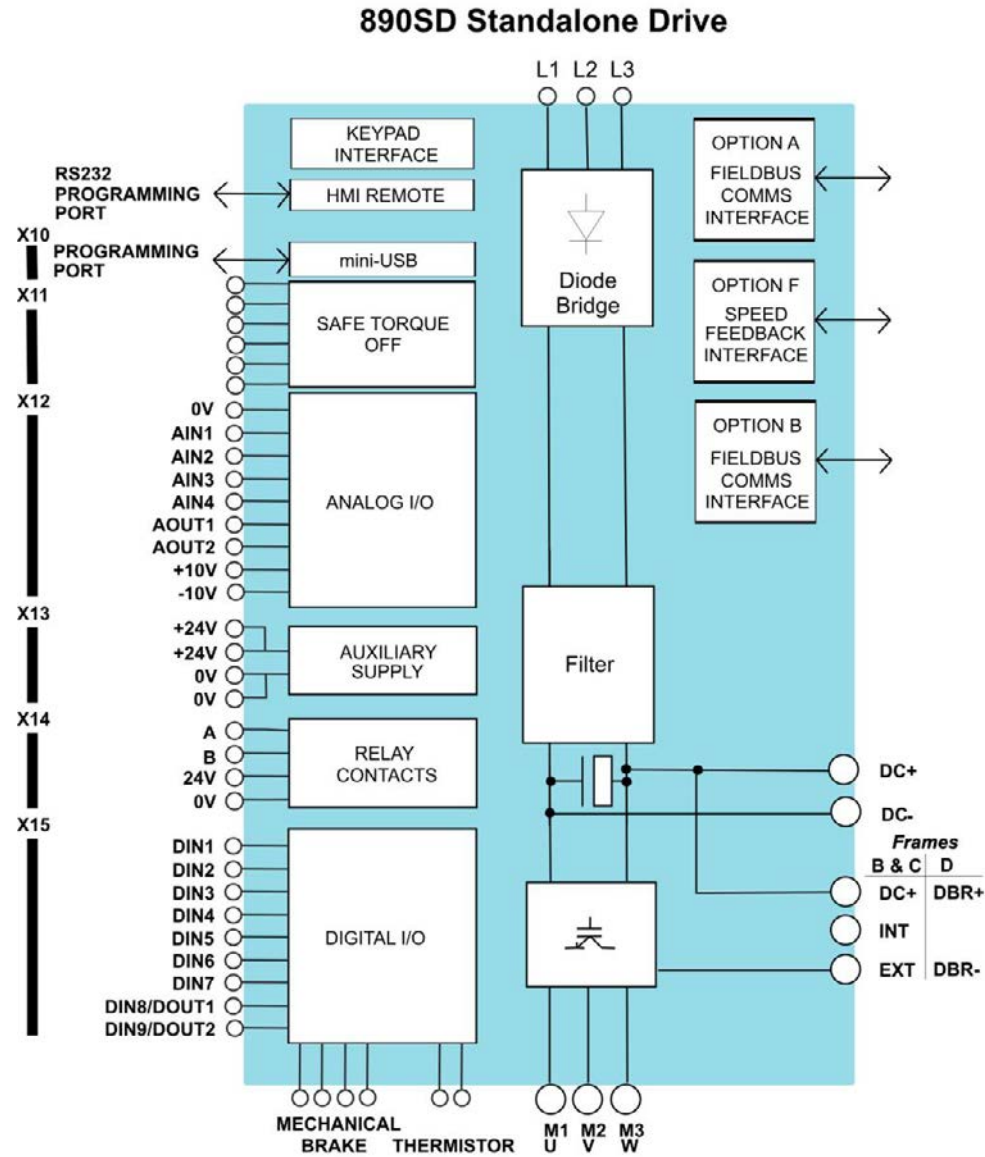 890SD Standalone Drive
L1 L2 L3
KEYPAD
INTERFACE
RS232
PROGRAMMING
PORT
HMI REMOTE
X10
PROGRAMMING
PORT
mini-USB
X11
SAFE TORQUE
OFF
X12
0V
AIN1
AIN2
AIN3
AIN4
AOUT1
AOUT2
+10V
-10V
ANALOG I/O
X13
+24V
+24V
0V
0V
AUXILIARY
SUPPLY
X14
A
B
24V
0V
RELAY
CONTACTS
X15
DIN1
DIN2
DIN3
DIN4
DIN5
DIN6
DIN7
DIN8/DOUT1
DIN9/DOUT2
DIGITAL I/O
MECHANICAL
BRAKE
THERMISTOR
Diode
Bridge
Filter
M1 M2 M3
U V W
OPTION A
FIELDBUS
COMMS
INTERFACE
OPTION F
SPEED
FEEDBACK
INTERFACE
OPTION B
FIELDBUS
COMMS
INTERFACE
DC+
DC-
Frames
B & C D
DC+ DBR+
INT
EXT DBR-